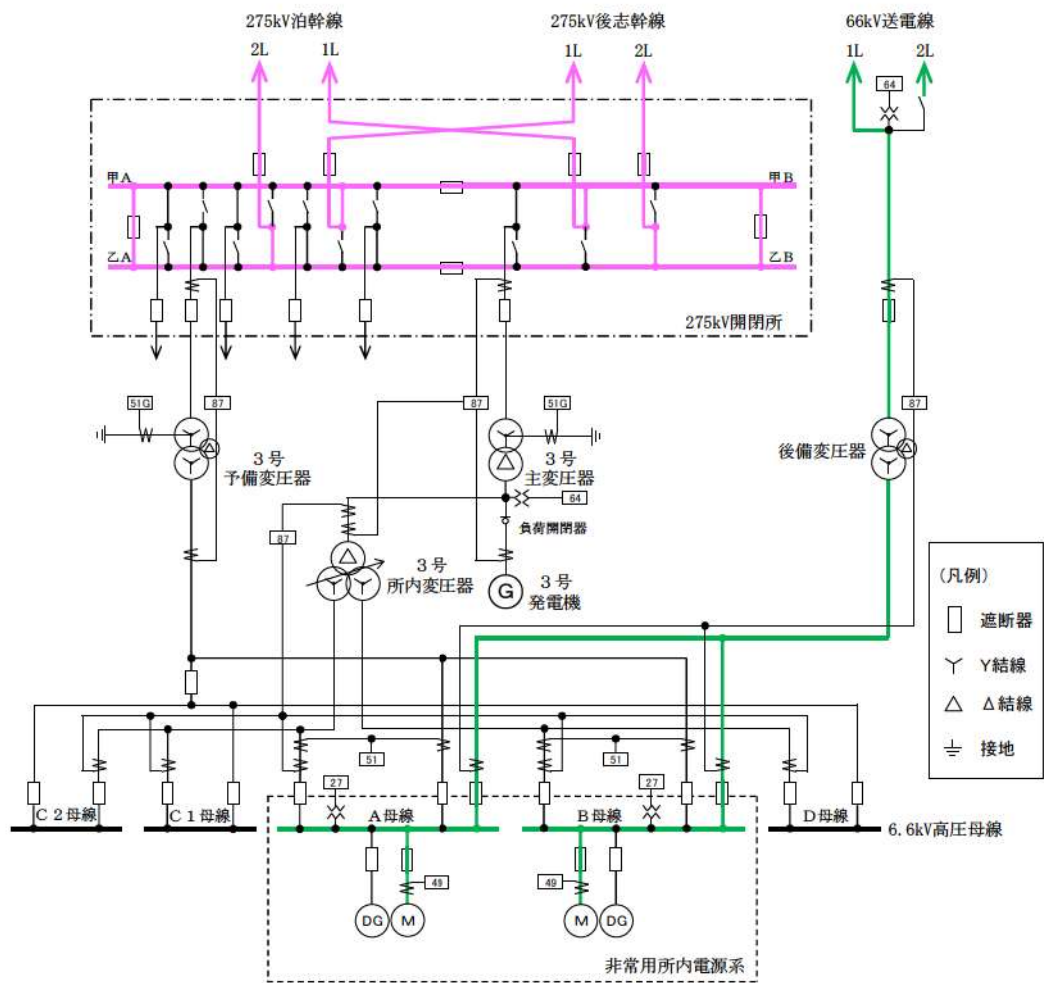 275kV泊幹線
275kV後志幹線
66kV送電線
2L
1L
1L
2L
1L
2L
64
甲A
甲B
乙A
乙B
275kV開閉所
51G
87
87
51G
87
3号
予備変圧器
3号
主変圧器
後備変圧器
64
87
負荷開閉器
3号
所内変圧器
G
3号
発電機
(凡例)
遮断器
Y結線
Δ結線
接地
51
51
27
27
C2母線
C1母線
A母線
B母線
D母線
6.6kV高圧母線
49
49
DG
M
M
DG
非常用所内電源系